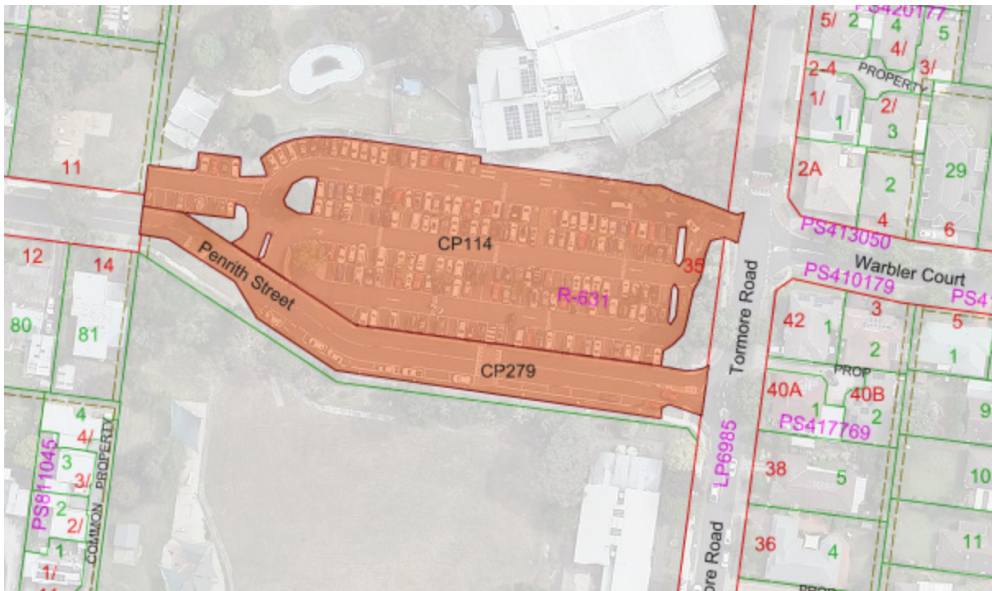 PS420177
5/
2
4
5
4/
3/
2-4
PROPERTY
1/
2/
1
3
11
2A
2
29
4
6
CP114
PS413050
12
14
Penrith Street
35
Warbler Court
R-631
PS410179
PS41
Tormore Road
80
81
42
1
3
5
2
1
CP279
PROP
40A
40B
1
2
9
4
4/
PS417769
PS811045
COMMON PROPERTY
3
3/
LP6985
38
5
10
2
2/
36
4
11
1
1/
ore Road